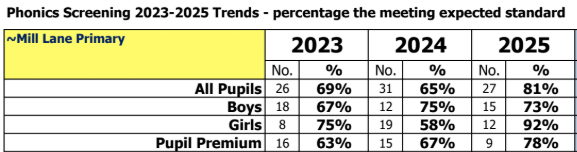 Phonics Screening 2023-2025 Trends - percentage the meeting expected standard
~Mill Lane Primary
2023 2024 2025
No. % No. % No. %
All Pupils 26 69% 31 65% 27 81%
Boys 18 67% 12 75% 15 73%
Girls 8 75% 19 58% 12 92%
Pupil Premium 16 63% 15 67% 9 78%